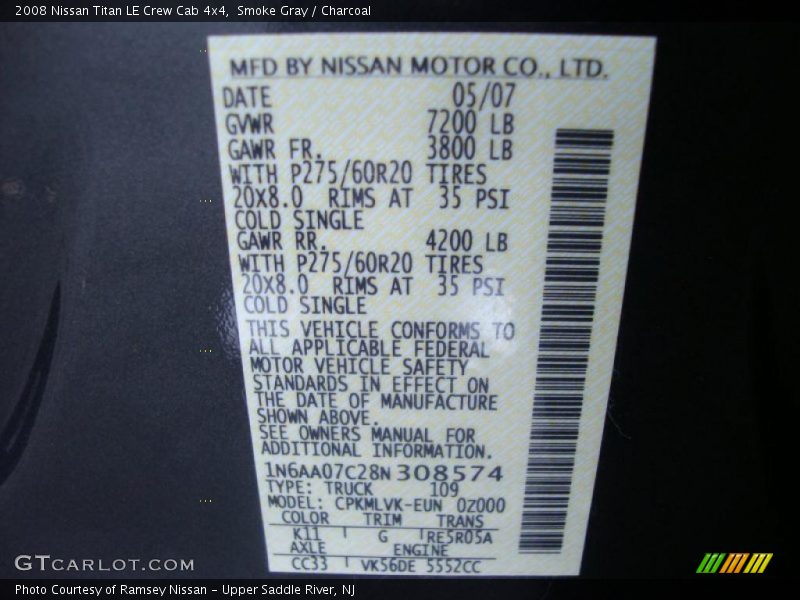 2008 Nissan Titan LE Crew Cab 4x4,  Smoke Gray / Charcoal
MFD BY NISSAN MOTOR CO., LTD.
DATE 05/07
GVWR 7200 LB
GAWR FR. 3800 LB
WITH P275/60R20 TIRES
20X8.0 RIMS AT 35 PSI
COLD SINGLE
GAWR RR. 4200 LB
WITH P275/60R20 TIRES
20X8.0 RIMS AT 35 PSI
COLD SINGLE
THIS VEHICLE CONFORMS TO
ALL APPLICABLE FEDERAL
MOTOR VEHICLE SAFETY
STANDARDS IN EFFECT ON
THE DATE OF MANUFACTURE
SHOWN ABOVE.
SEE OWNERS MANUAL FOR
ADDITIONAL INFORMATION.
1N6AA07C28N308574
TYPE: TRUCK 109
MODEL: CPKMLVK-EUN 0Z000
COLOR TRIM TRANS
K11 G RE5R05A
AXLE ENGINE
CC33 VK56DE 5552CC
GTCARLOT.COM
Photo Courtesy of Ramsey Nissan - Upper Saddle River, NJ